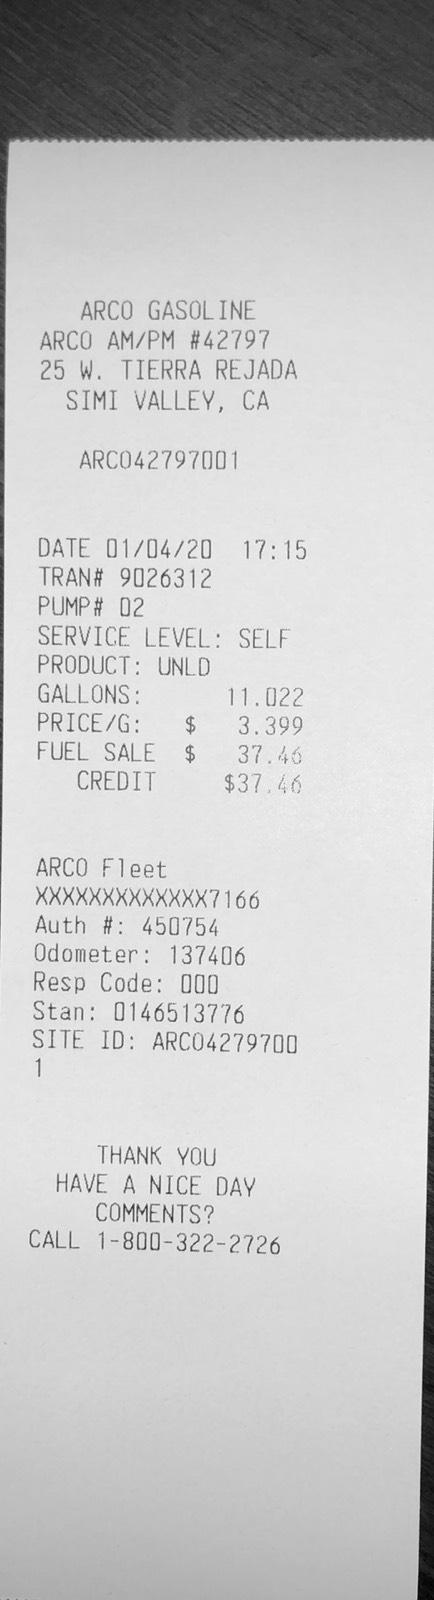 ARCO GASOLINE
ARCO AM/PM #42797
25 W. TIERRA REJADA
SIMI VALLEY, CA
ARCO42797001
DATE 01/04/20 17:15
TRAN# 9026312
PUMP# 02
SERVICE LEVEL: SELF
PRODUCT: UNLD
GALLONS: 11.022
PRICE/G: $ 3.399
FUEL SALE $ 37.46
CREDIT $37.46
ARCO Fleet
XXXXXXXXXXXXX7166
Auth #: 450754
Odometer: 137406
Resp Code: 000
Stan: 0146513776
SITE ID: ARCO4279700
1
THANK YOU
HAVE A NICE DAY
COMMENTS?
CALL 1-800-322-2726